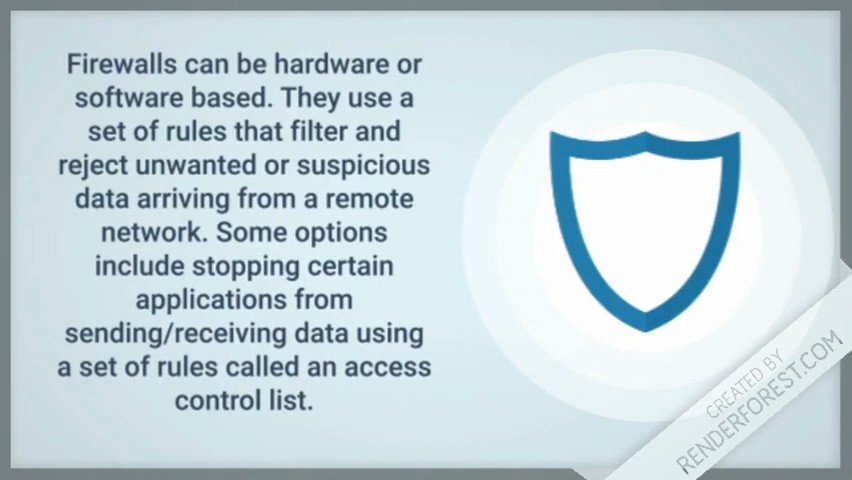 Firewalls can be hardware or
software based. They use a
set of rules that filter and
reject unwanted or suspicious
data arriving from a remote
network. Some options
include stopping certain
applications from
sending/receiving data using
a set of rules called an access
control list.
CREATED BY
RENDERFOREST.COM